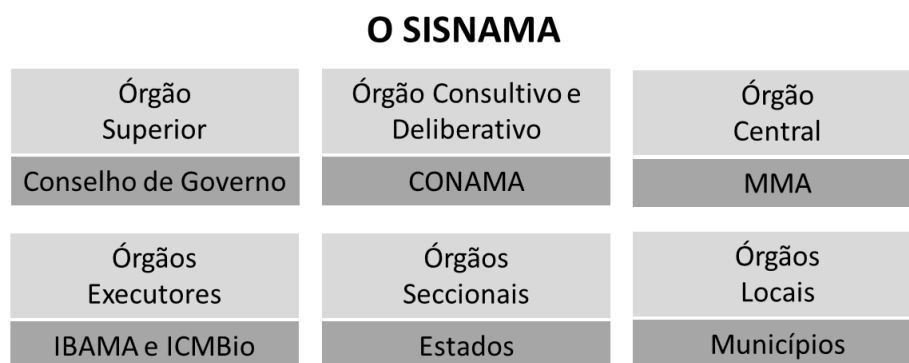 O SISNAMA
Órgão
Superior
Conselho de Governo
Órgão Consultivo e
Deliberativo
CONAMA
Órgão
Central
MMA
Órgãos
Executores
IBAMA e ICMBio
Órgãos
Seccionais
Estados
Órgãos
Locais
Municípios